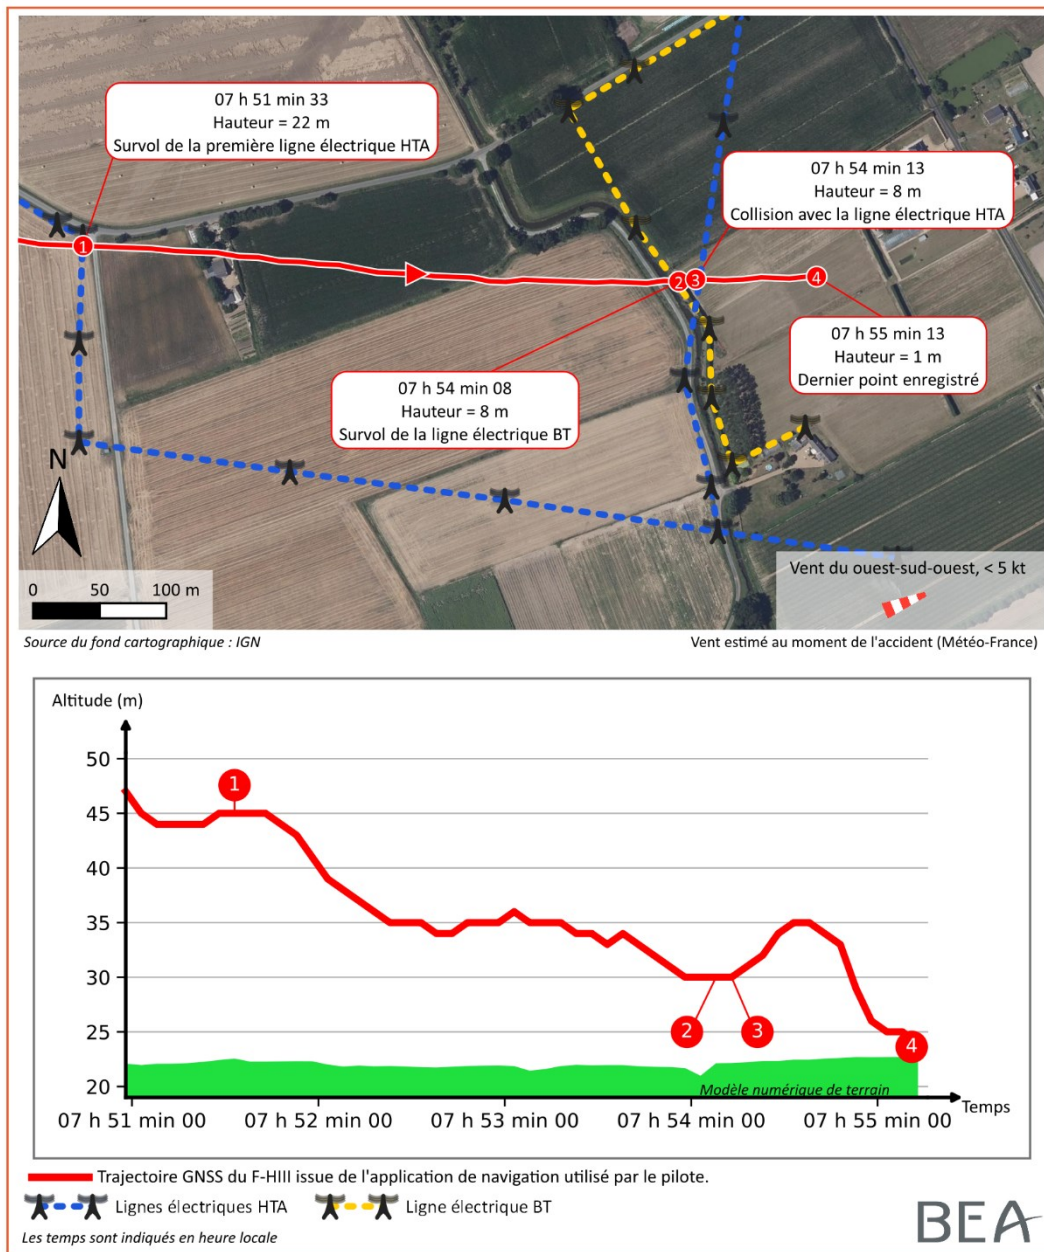 07 h 51 min 33
Hauteur = 22 m
Survol de la première ligne électrique HTA
07 h 54 min 13
Hauteur = 8 m
Collision avec la ligne électrique HTA
1
2
3
4
07 h 55 min 13
Hauteur = 1 m
Dernier point enregistré
07 h 54 min 08
Hauteur = 8 m
Survol de la ligne électrique BT
N
0 50 100 m
Vent du ouest-sud-ouest, < 5 kt
Source du fond cartographique : IGN
Vent estimé au moment de l'accident (Météo-France)
Altitude (m)
50
45
40
35
30
25
20
1
2
3
4
Modèle numérique de terrain
Temps
07 h 51 min 00
07 h 52 min 00
07 h 53 min 00
07 h 54 min 00
07 h 55 min 00
Trajectoire GNSS du F-HIII issue de l'application de navigation utilisé par le pilote.
Lignes électriques HTA
Ligne électrique BT
Les temps sont indiqués en heure locale
BEA